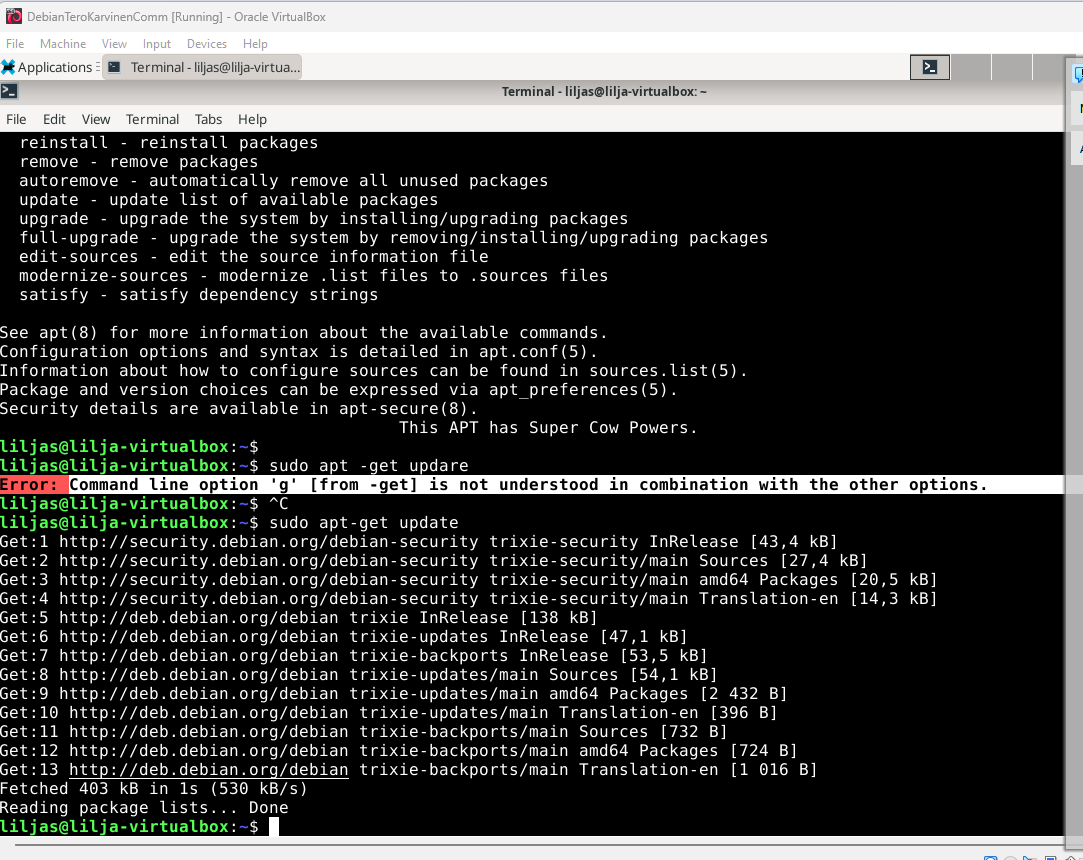 DebianTeroKarvinenComm [Running] - Oracle VirtualBox
File Machine View Input Devices Help
Applications Terminal - liljas@lilja-virtua...
Terminal - liljas@lilja-virtualbox: ~
File Edit View Terminal Tabs Help
reinstall - reinstall packages
remove - remove packages
autoremove - automatically remove all unused packages
update - update list of available packages
upgrade - upgrade the system by installing/upgrading packages
full-upgrade - upgrade the system by removing/installing/upgrading packages
edit-sources - edit the source information file
modernize-sources - modernize .list files to .sources files
satisfy - satisfy dependency strings
See apt(8) for more information about the available commands.
Configuration options and syntax is detailed in apt.conf(5).
Information about how to configure sources can be found in sources.list(5).
Package and version choices can be expressed via apt_preferences(5).
Security details are available in apt-secure(8).
This APT has Super Cow Powers.
liljas@lilja-virtualbox:~$
liljas@lilja-virtualbox:~$ sudo apt -get updare
Error: Command line option 'g' [from -get] is not understood in combination with the other options.
liljas@lilja-virtualbox:~$ ^C
liljas@lilja-virtualbox:~$ sudo apt-get update
Get:1 http://security.debian.org/debian-security trixie-security InRelease [43,4 kB]
Get:2 http://security.debian.org/debian-security trixie-security/main Sources [27,4 kB]
Get:3 http://security.debian.org/debian-security trixie-security/main amd64 Packages [20,5 kB]
Get:4 http://security.debian.org/debian-security trixie-security/main Translation-en [14,3 kB]
Get:5 http://deb.debian.org/debian trixie InRelease [138 kB]
Get:6 http://deb.debian.org/debian trixie-updates InRelease [47,1 kB]
Get:7 http://deb.debian.org/debian trixie-backports InRelease [53,5 kB]
Get:8 http://deb.debian.org/debian trixie-updates/main Sources [54,1 kB]
Get:9 http://deb.debian.org/debian trixie-updates/main amd64 Packages [2 432 B]
Get:10 http://deb.debian.org/debian trixie-updates/main Translation-en [396 B]
Get:11 http://deb.debian.org/debian trixie-backports/main Sources [732 B]
Get:12 http://deb.debian.org/debian trixie-backports/main amd64 Packages [724 B]
Get:13 http://deb.debian.org/debian trixie-backports/main Translation-en [1 016 B]
Fetched 403 kB in 1s (530 kB/s)
Reading package lists... Done
liljas@lilja-virtualbox:~$